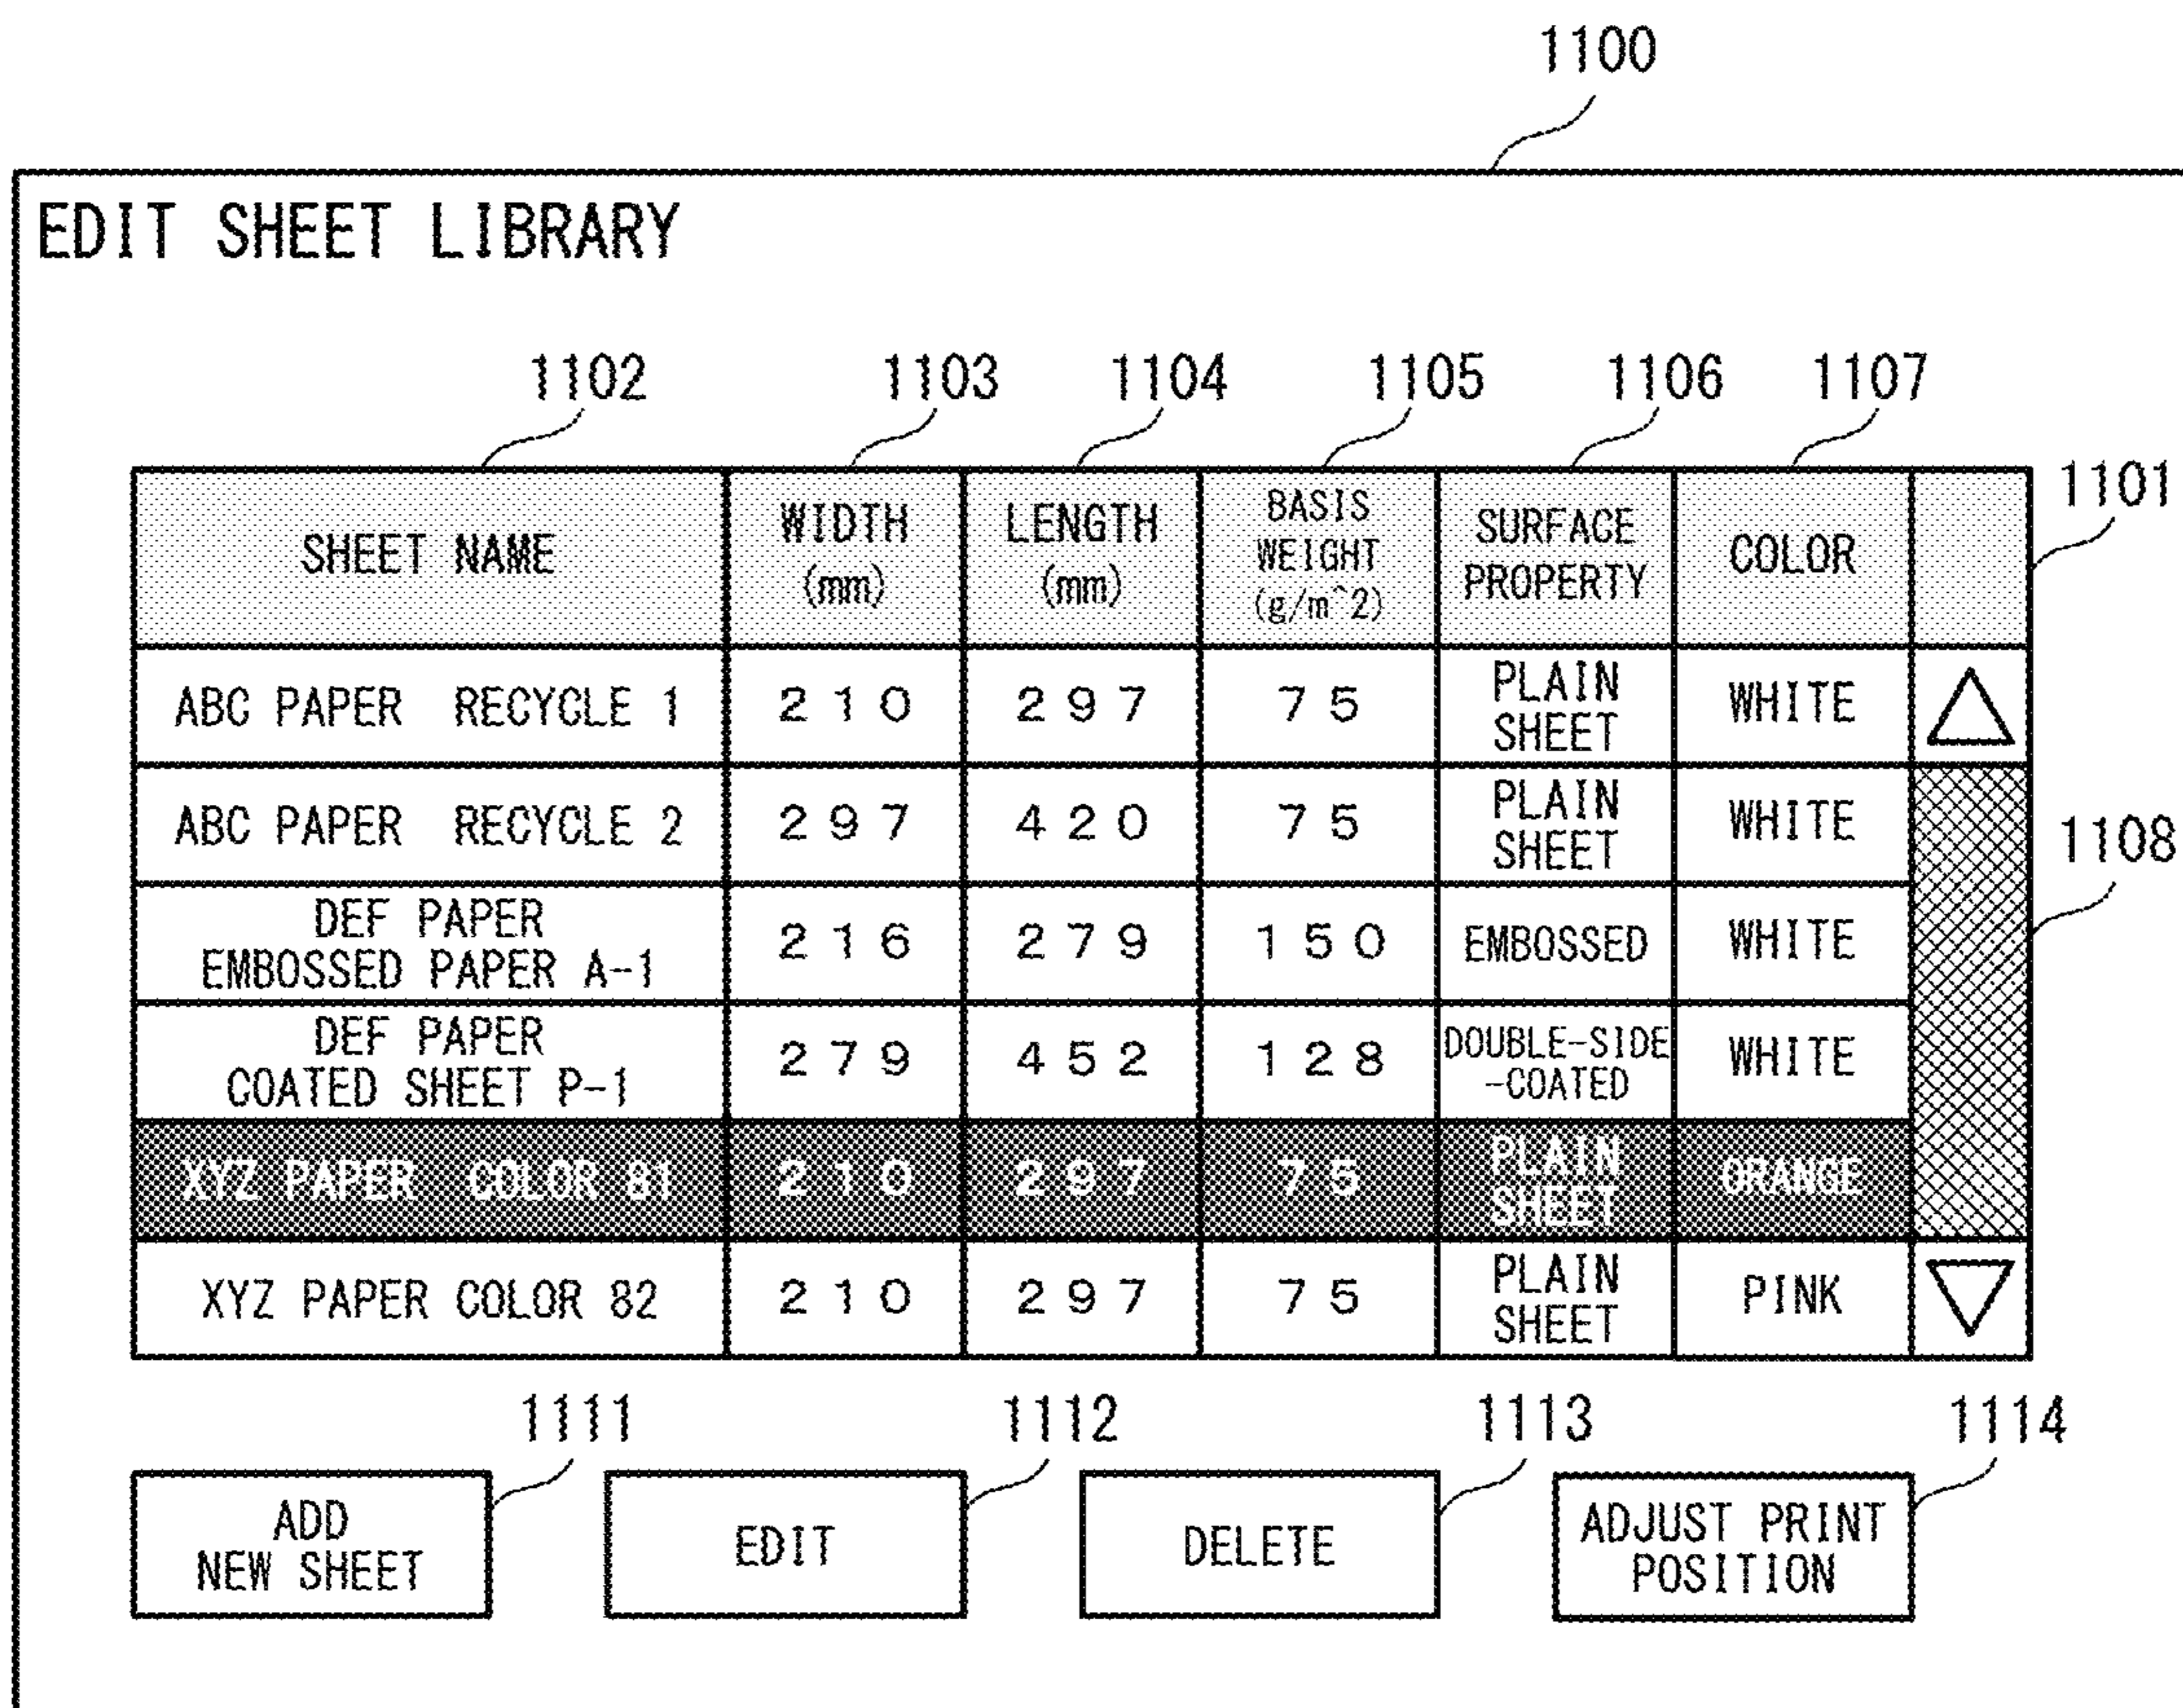 1100
EDIT SHEET LIBRARY
1102 1103 1104 1105 1106 1107
1101
SHEET NAME WIDTH (mm) LENGTH (mm) BASIS WEIGHT (g/m^2) SURFACE PROPERTY COLOR
ABC PAPER RECYCLE 1 210 297 75 PLAIN SHEET WHITE
ABC PAPER RECYCLE 2 297 420 75 PLAIN SHEET WHITE
1108
DEF PAPER EMBOSSED PAPER A-1 216 279 150 EMBOSSED WHITE
DEF PAPER COATED SHEET P-1 279 452 128 DOUBLE-SIDE -COATED WHITE
XYZ PAPER COLOR 81 210 297 75 PLAIN SHEET ORANGE
XYZ PAPER COLOR 82 210 297 75 PLAIN SHEET PINK
1111 1112 1113 1114
ADD NEW SHEET EDIT DELETE ADJUST PRINT POSITION